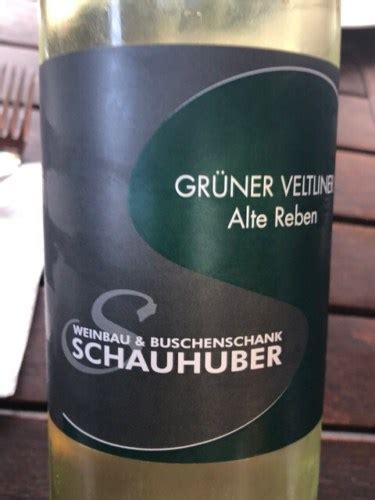 GRÜNER VELTLINER
Alte Reben
WEINBAU & BUSCHENSCHANK
SCHAUHUBER